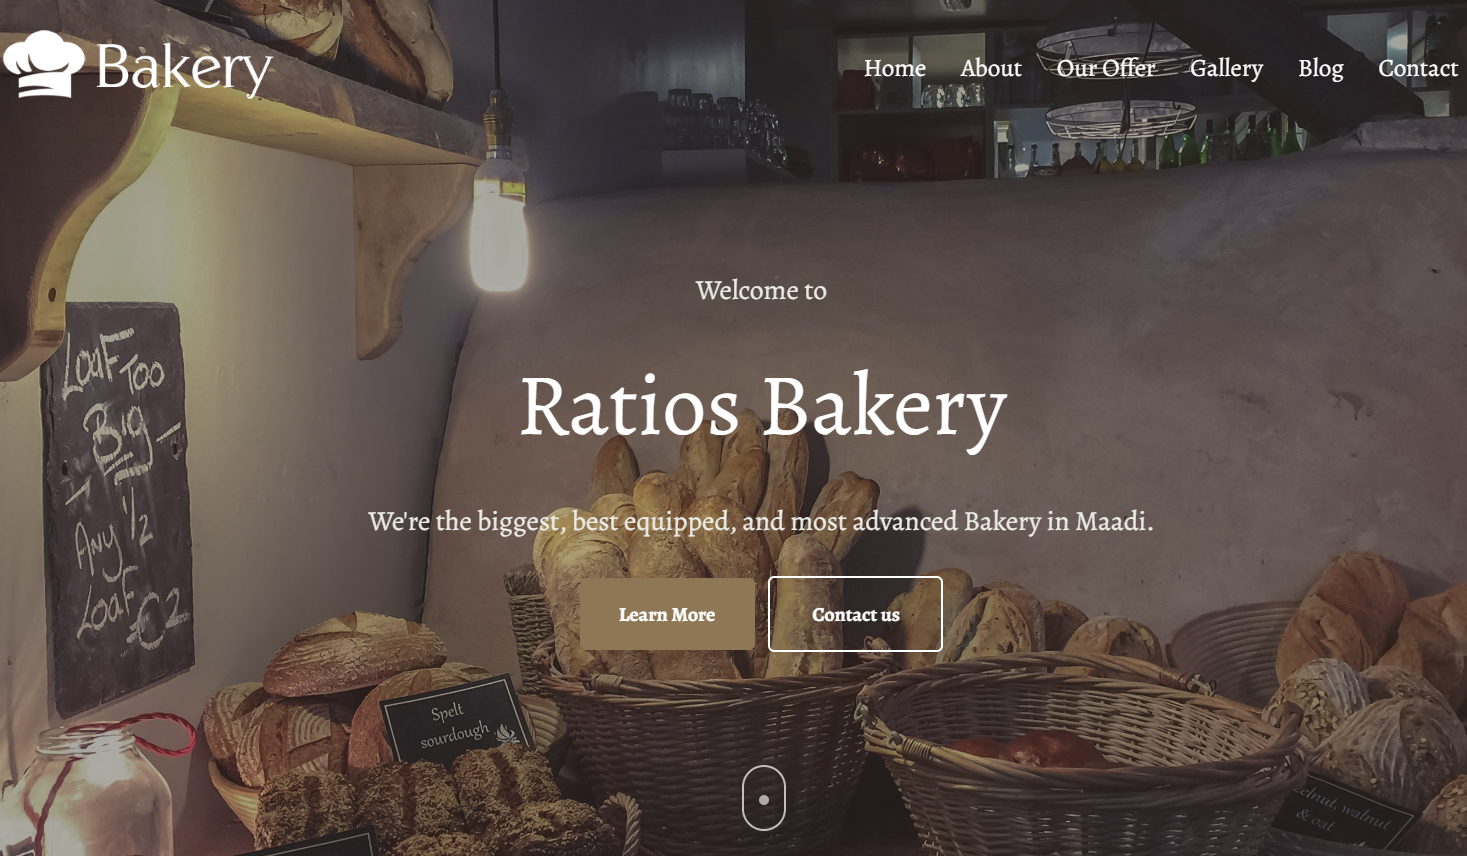 Bakery
Home About Our Offer Gallery Blog Contact
Welcome to
Ratios Bakery
We're the biggest, best equipped, and most advanced Bakery in Maadi.
Learn More Contact us
Loaf Too
Big
Any 1/2
Loaf £2
Spelt
sourdough
walnut
& oat